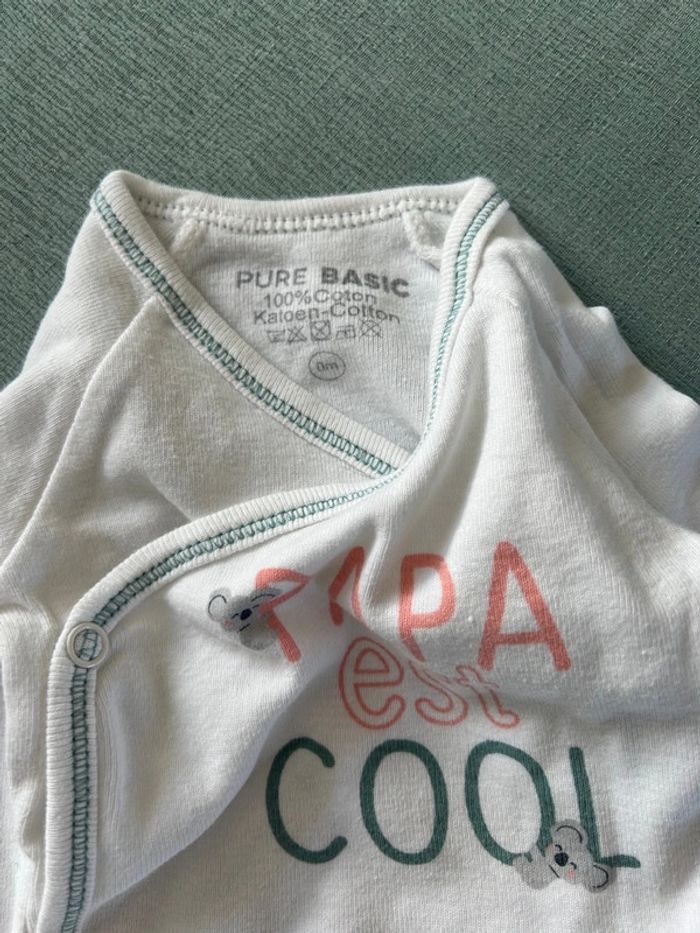 PURE BASIC
100% Coton
Katoen-Cotton
0m
PAPA
est
COOL